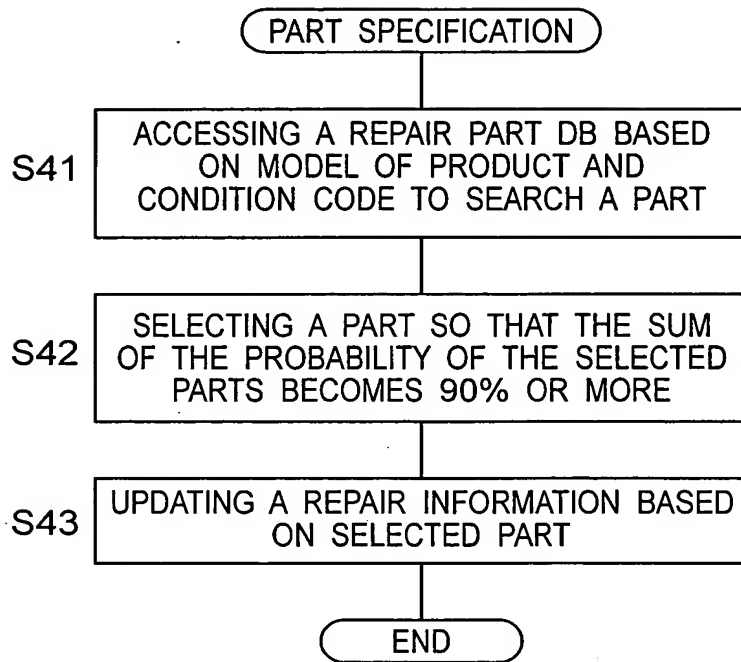 PART SPECIFICATION
S41
ACCESSING A REPAIR PART DB BASED
ON MODEL OF PRODUCT AND
CONDITION CODE TO SEARCH A PART
S42
SELECTING A PART SO THAT THE SUM
OF THE PROBABILITY OF THE SELECTED
PARTS BECOMES 90% OR MORE
S43
UPDATING A REPAIR INFORMATION BASED
ON SELECTED PART
END